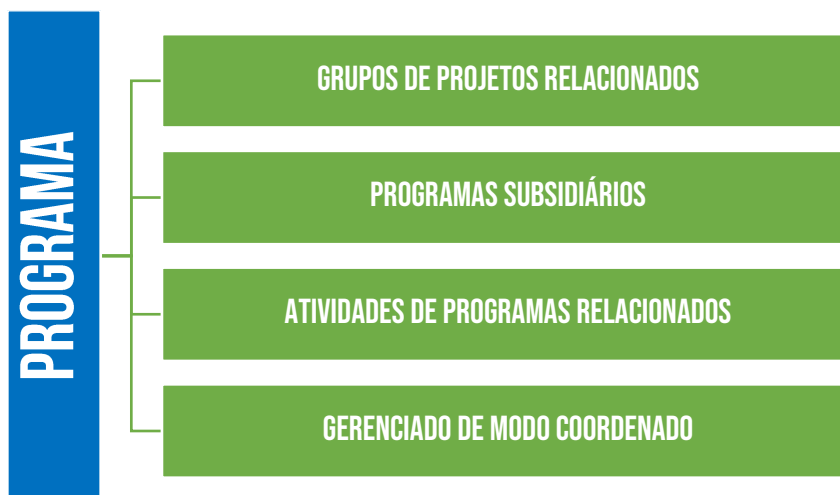 PROGRAMA
GRUPOS DE PROJETOS RELACIONADOS
PROGRAMAS SUBSIDIÁRIOS
ATIVIDADES DE PROGRAMAS RELACIONADOS
GERENCIADO DE MODO COORDENADO